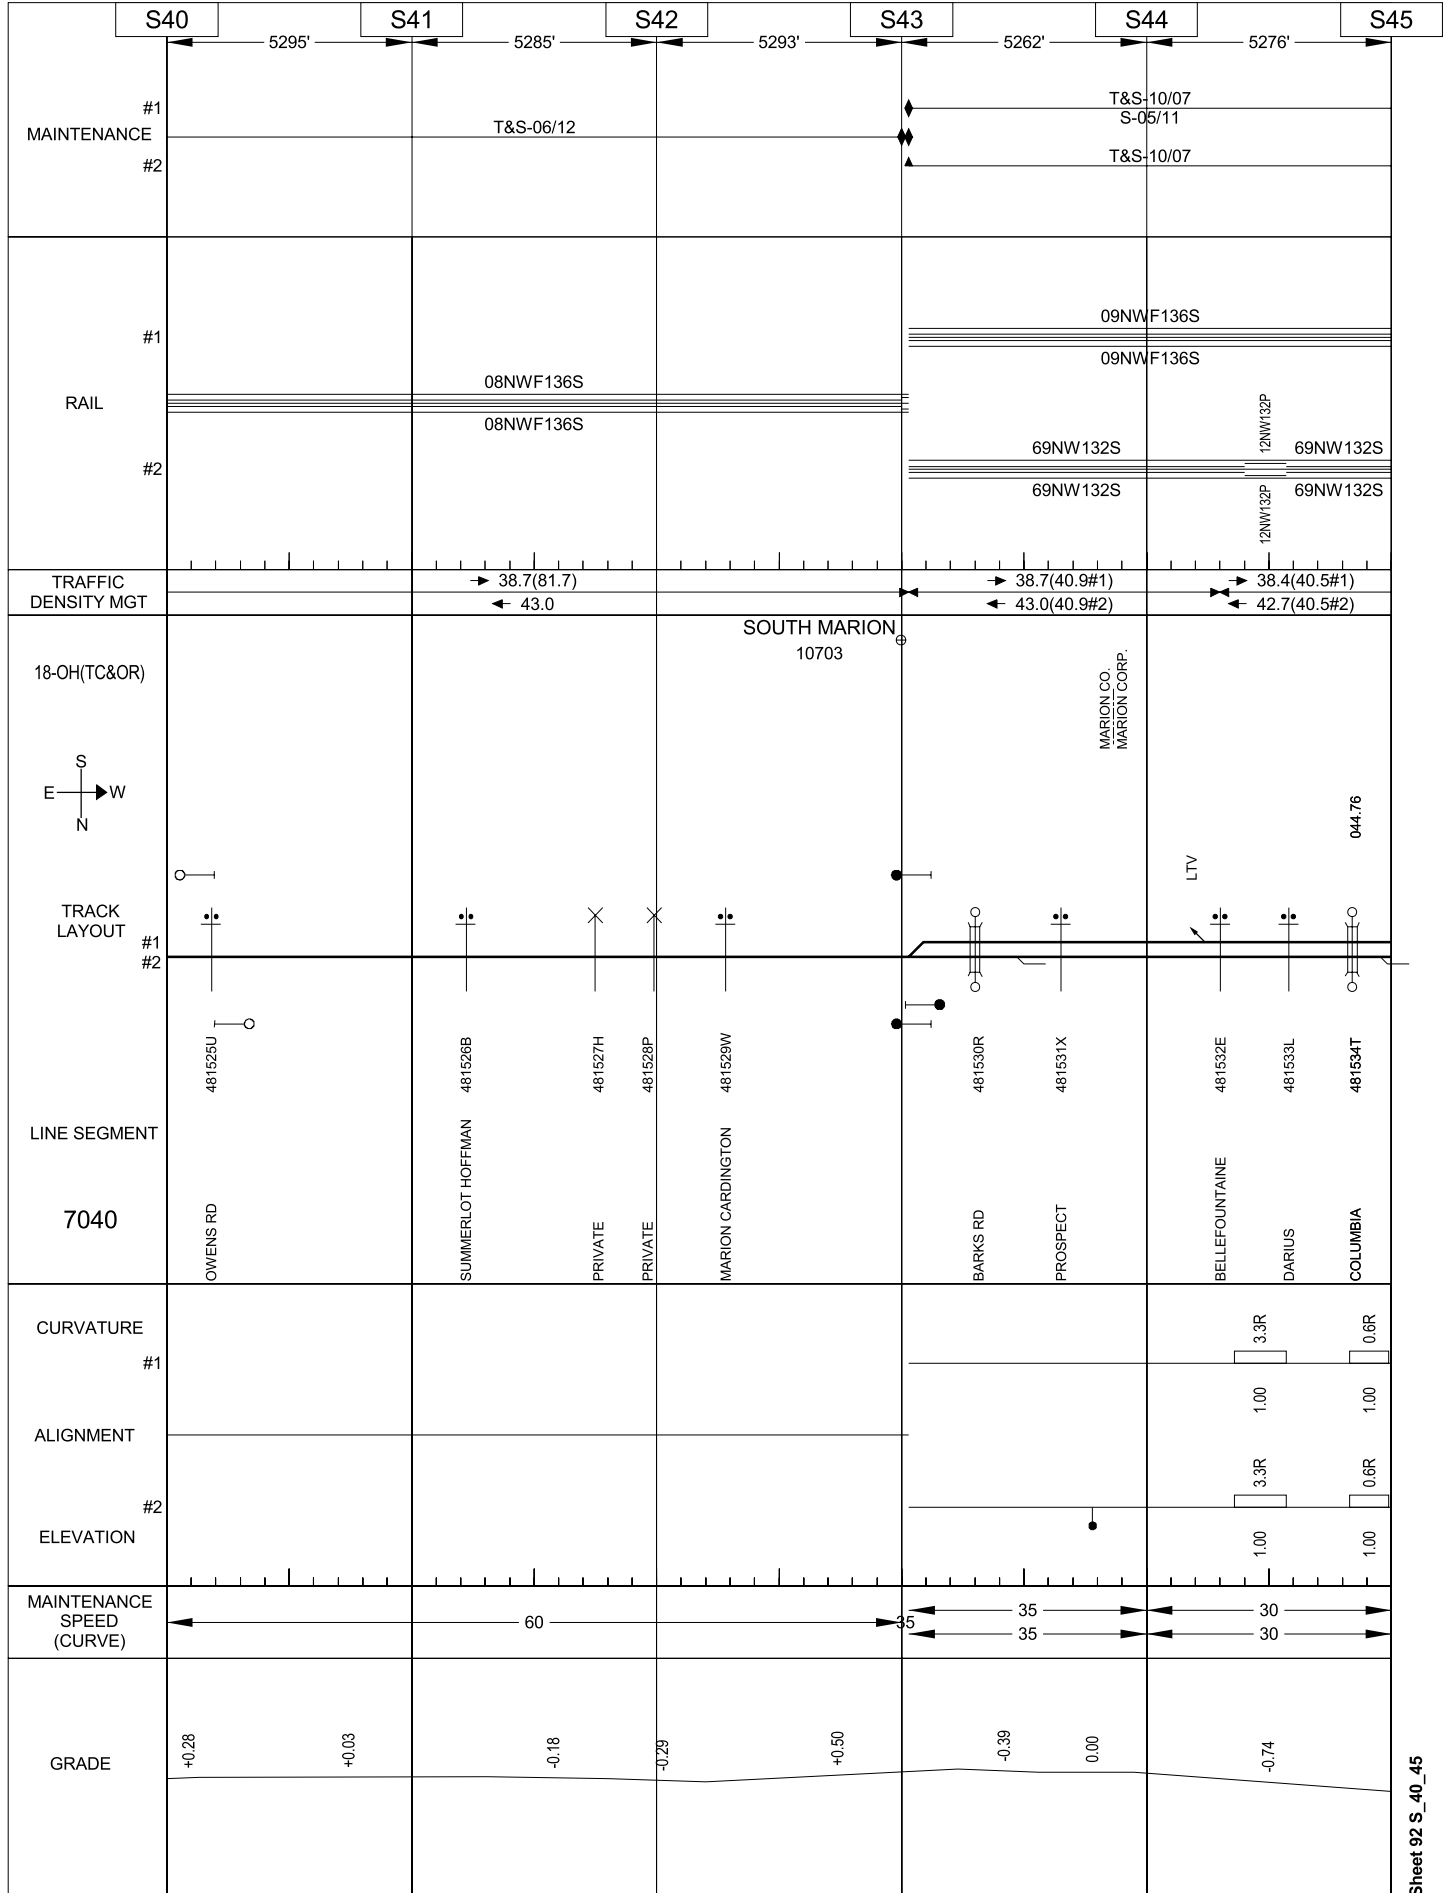 S40 S41 S42 S43 S44 S45
5295' 5285' 5293' 5262' 5276'
#1
T&S-10/07
S-05/11
MAINTENANCE
T&S-06/12
#2
T&S-10/07
09NWF136S
#1
09NWF136S
08NWF136S
RAIL
08NWF136S
12NW132P
69NW132S 69NW132S
#2
69NW132S 69NW132S
12NW132P
TRAFFIC
DENSITY MGT
38.7(81.7) 38.7(40.9#1) 38.4(40.5#1)
43.0 43.0(40.9#2) 42.7(40.5#2)
SOUTH MARION
10703
18-OH(TC&OR)
MARION CO.
MARION CORP.
S
E W
N
044.76
LTV
TRACK
LAYOUT
#1
#2
481525U 481526B 481527H 481528P 481529W 481530R 481531X 481532E 481533L 481534T
LINE SEGMENT
7040
OWENS RD
SUMMERLOT HOFFMAN
PRIVATE
PRIVATE
MARION CARDINGTON
BARKS RD
PROSPECT
BELLEFOUNTAINE
DARIUS
COLUMBIA
CURVATURE
#1
3.3R 0.6R
1.00 1.00
ALIGNMENT
#2
3.3R 0.6R
ELEVATION
1.00 1.00
MAINTENANCE
SPEED
(CURVE)
60 35
35 30
35 30
GRADE
+0.28 +0.03 -0.18 -0.29 +0.50 -0.39 0.00 -0.74
Sheet 92 S_40_45